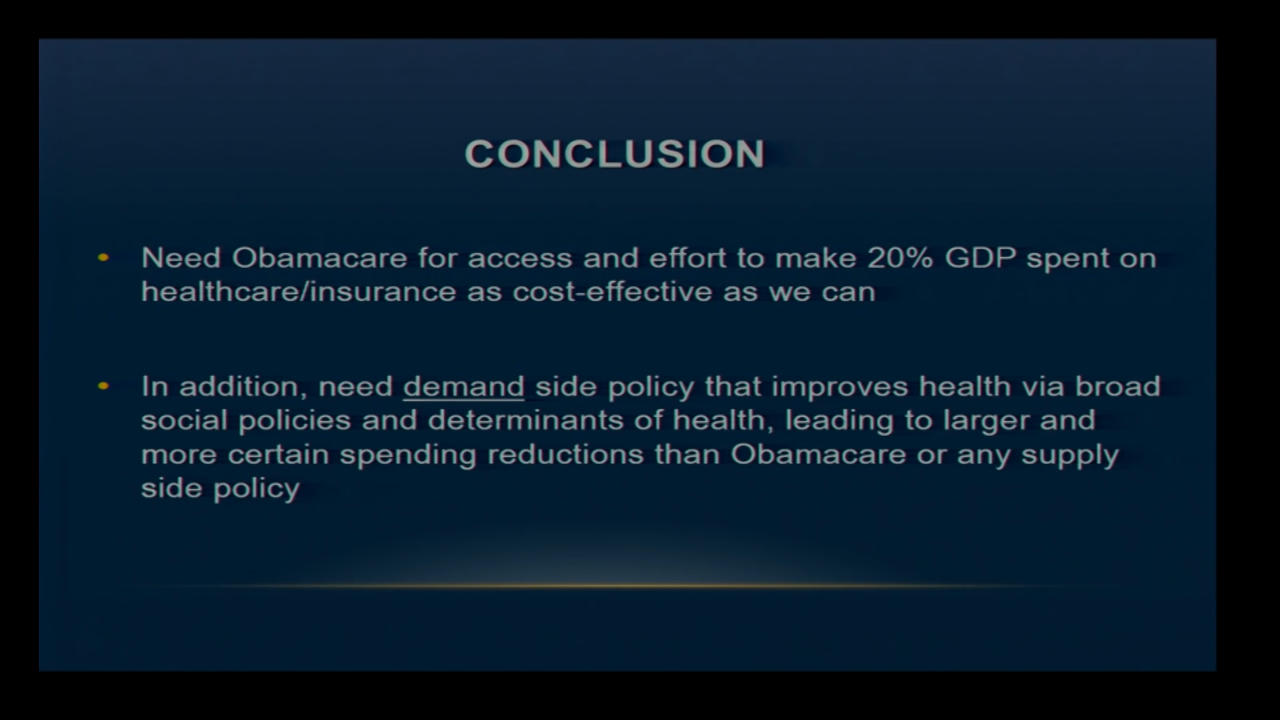 CONCLUSION
• Need Obamacare for access and effort to make 20% GDP spent on
healthcare/insurance as cost-effective as we can
• In addition, need demand side policy that improves health via broad
social policies and determinants of health, leading to larger and
more certain spending reductions than Obamacare or any supply
side policy